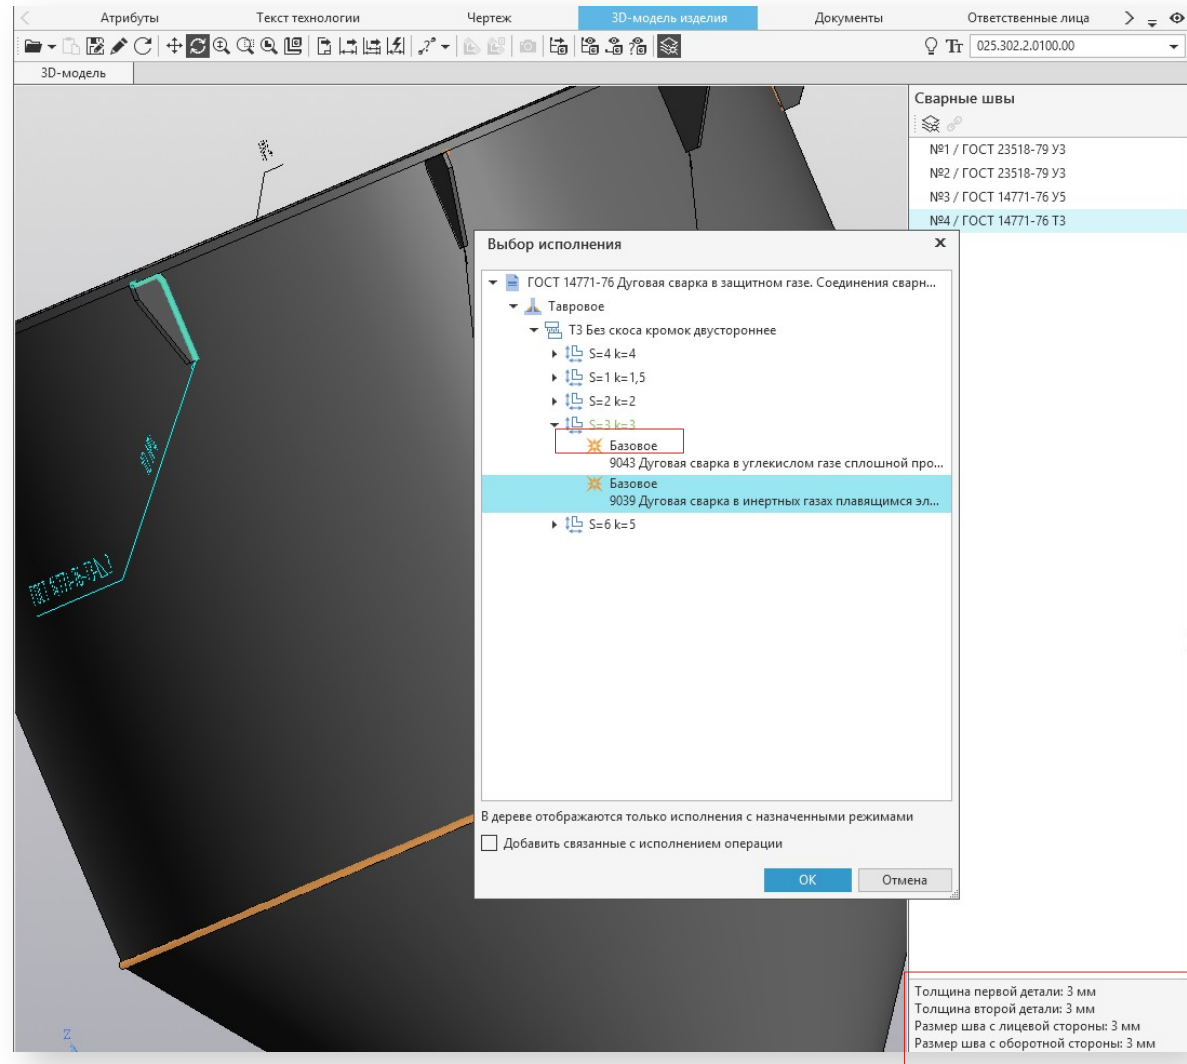 Атрибуты
Текст технологии
Чертеж
3D-модель изделия
Документы
Ответственные лица
Тт
025.302.2.0100.00
3D-модель
Сварные швы
№1 / ГОСТ 23518-79 У3
№2 / ГОСТ 23518-79 У3
№3 / ГОСТ 14771-76 У5
№4 / ГОСТ 14771-76 Т3
Выбор исполнения
ГОСТ 14771-76 Дуговая сварка в защитном газе. Соединения сварн...
Тавровое
Т3 Без скоса кромок двустороннее
S=4 k=4
S=1 k=1,5
S=2 k=2
S=3 k=3
Базовое
9043 Дуговая сварка в углекислом газе сплошной про...
Базовое
9039 Дуговая сварка в инертных газах плавящимся эл...
S=6 k=5
В дереве отображаются только исполнения с назначенными режимами
Добавить связанные с исполнением операции
ОК
Отмена
Толщина первой детали: 3 мм
Толщина второй детали: 3 мм
Размер шва с лицевой стороны: 3 мм
Размер шва с оборотной стороны: 3 мм
Z